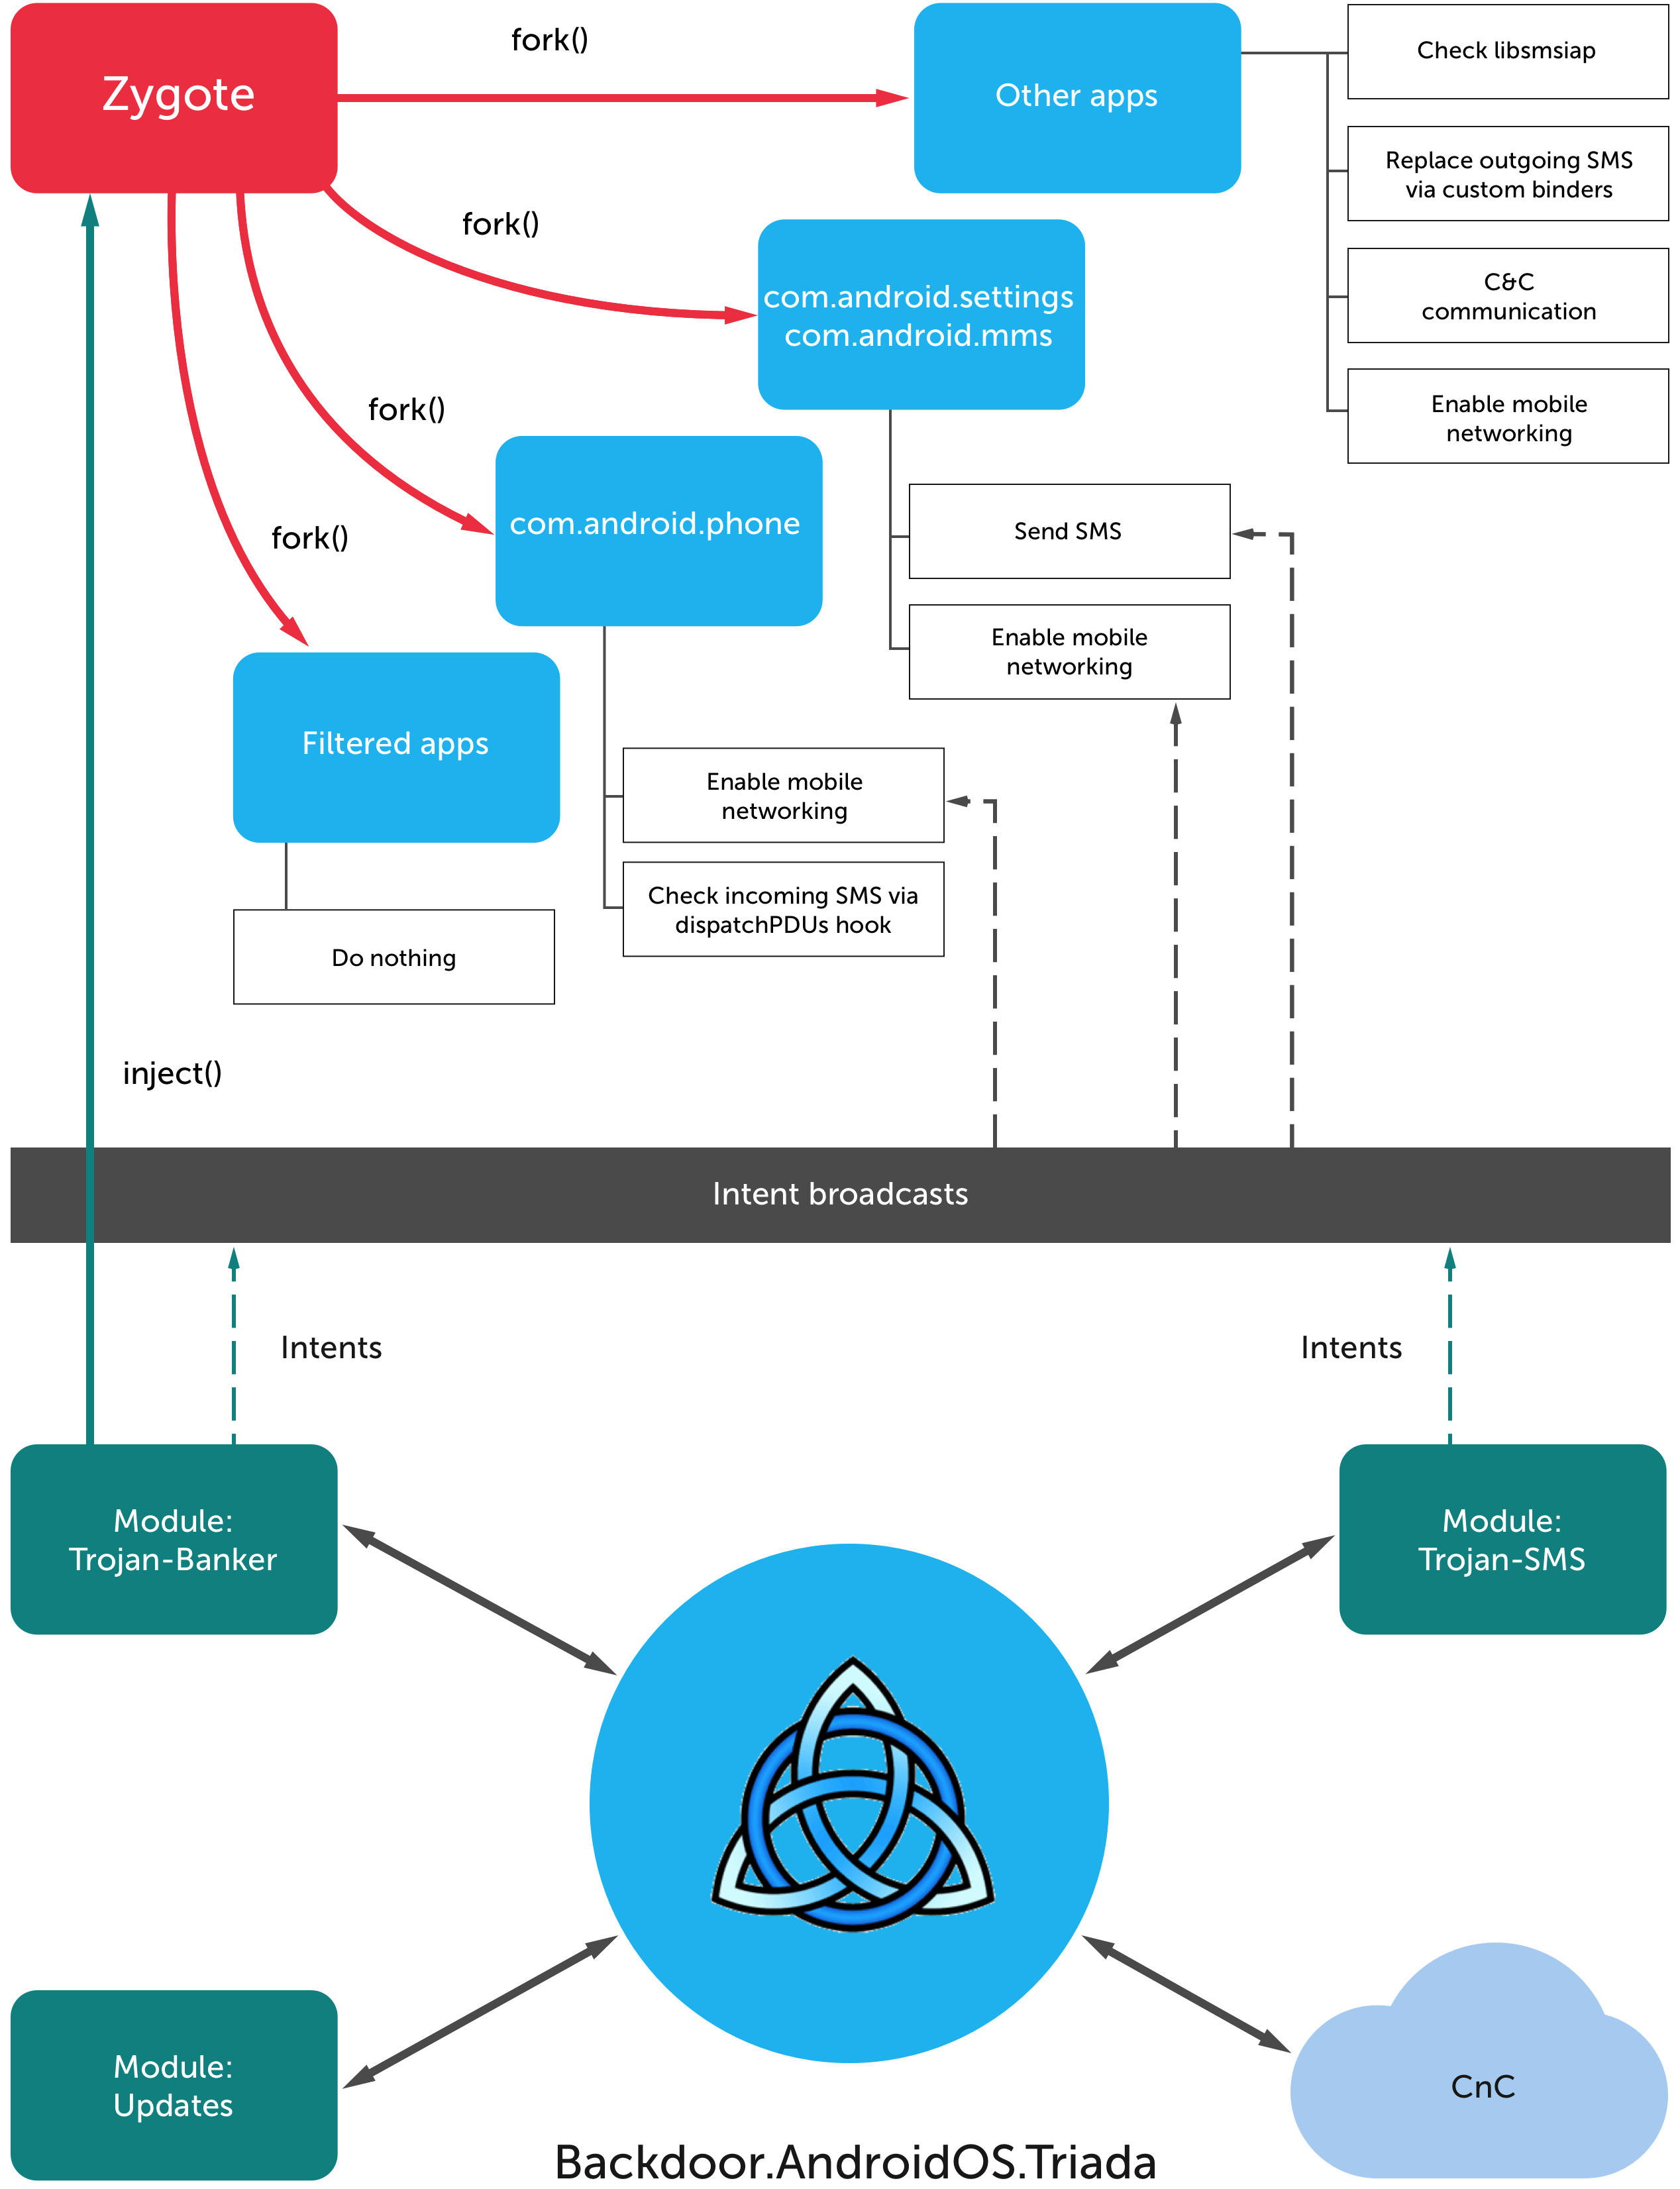 Zygote
fork()
Other apps
Check libsmsiap
Replace outgoing SMS
via custom binders
C&C
communication
Enable mobile
networking
fork()
com.android.settings
com.android.mms
Send SMS
Enable mobile
networking
fork()
com.android.phone
Enable mobile
networking
Check incoming SMS via
dispatchPDUs hook
fork()
Filtered apps
Do nothing
inject()
Intent broadcasts
Intents
Intents
Module:
Trojan-Banker
Module:
Trojan-SMS
Module:
Updates
CnC
Backdoor.AndroidOS.Triada